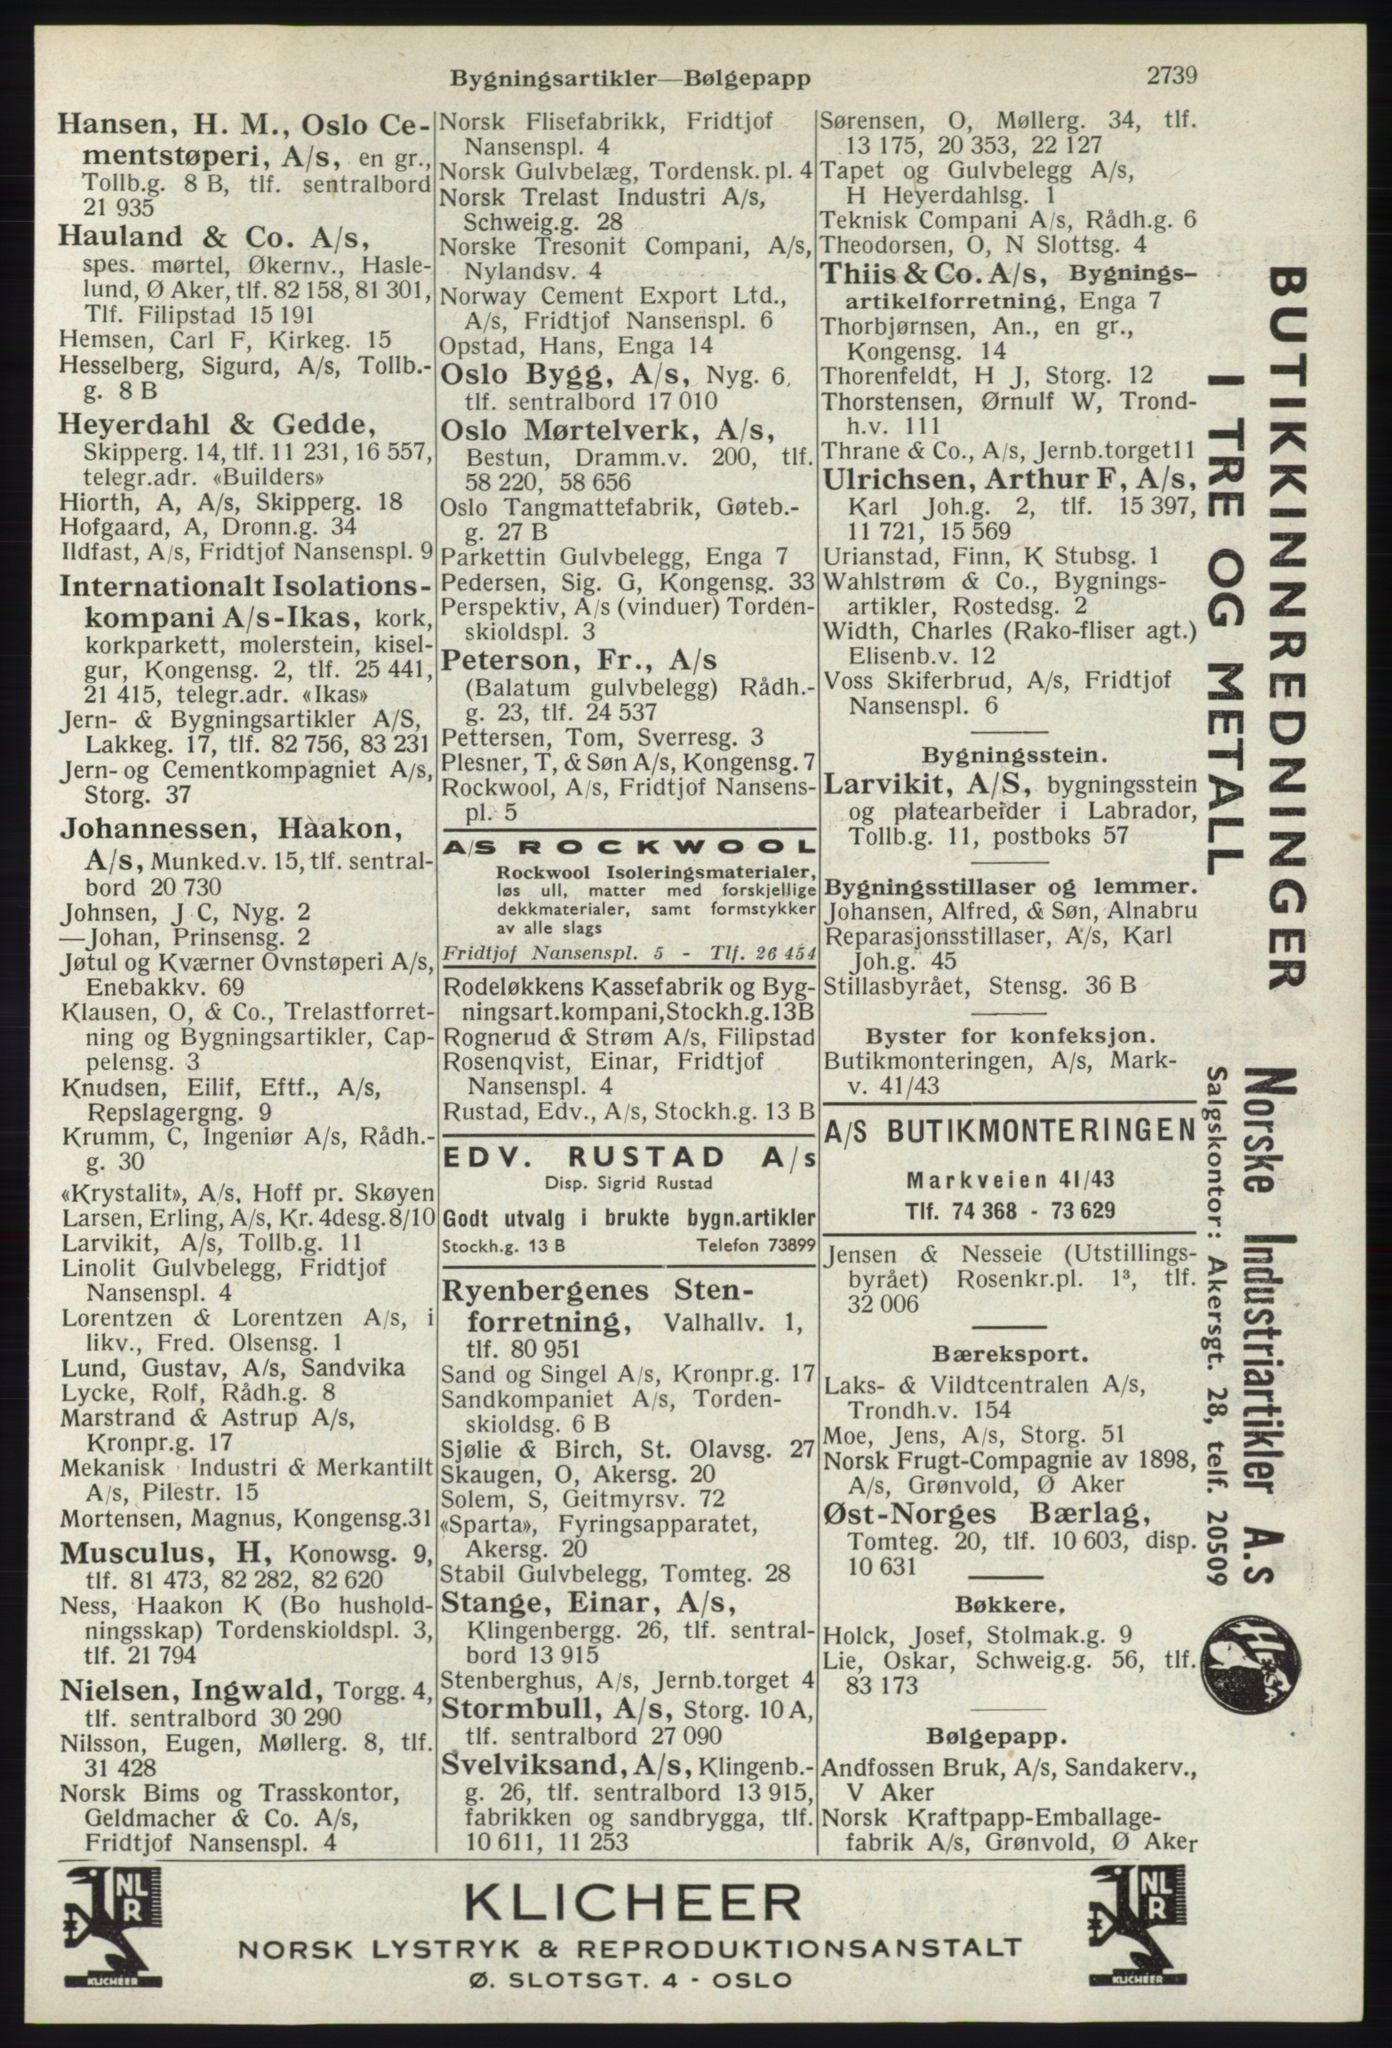 Bygningsartikler—Bølgepapp
2739
Hansen, H. M., Oslo Ce-
mentstøperi, A/s, en gr.,
Tollb.g. 8 B, tlf. sentralbord
21 935
Hauland & Co. A/s,
spes. mørtel, Økernv., Hasle-
lund, Ø Aker, tlf. 82 158, 81 301,
Tlf. Filipstad 15 191
Hemsen, Carl F, Kirkeg. 15
Hesselberg, Sigurd, A/s, Tollb.-
g. 8 B
Heyerdahl & Gedde,
Skipperg. 14, tlf. 11 231, 16 557,
telegr.adr. «Builders»
Hiorth, A, A/s, Skipperg. 18
Hofgaard, A, Dronn.g. 34
Ildfast, A/s, Fridtjof Nansenspl. 9
Internationalt Isolations-
kompani A/s-Ikas, kork,
korkparkett, molerstein, kisel-
gur, Kongensg. 2, tlf. 25 441,
21 415, telegr.adr. «Ikas»
Jern- & Bygningsartikler A/S,
Lakkeg. 17, tlf. 82 756, 83 231
Jern- og Cementkompagniet A/s,
Storg. 37
Johannessen, Haakon,
A/s, Munked.v. 15, tlf. sentral-
bord 20 730
Johnsen, J C, Nyg. 2
—Johan, Prinsensg. 2
Jøtul og Kværner Ovnstøperi A/s,
Enebakkv. 69
Klausen, O, & Co., Trelastforret-
ning og Bygningsartikler, Cap-
pelensg. 3
Knudsen, Eilif, Eftf., A/s,
Repslagergng. 9
Krumm, C, Ingeniør A/s, Rådh.-
g. 30
«Krystalit», A/s, Hoff pr. Skøyen
Larsen, Erling, A/s, Kr. 4desg. 8/10
Larvikit, A/s, Tollb.g. 11
Linolit Gulvbelegg, Fridtjof
Nansenspl. 4
Lorentzen & Lorentzen A/s, i
likv., Fred. Olsensg. 1
Lund, Gustav, A/s, Sandvika
Lycke, Rolf, Rådh.g. 8
Marstrand & Astrup A/s,
Kronpr.g. 17
Mekanisk Industri & Merkantilt
A/s, Pilestr. 15
Mortensen, Magnus, Kongensg.31
Musculus, H, Konowsg. 9,
tlf. 81 473, 82 282, 82 620
Ness, Haakon K (Bo hushold-
ningsskap) Tordenskioldspl. 3,
tlf. 21 794
Nielsen, Ingwald, Torgg. 4,
tlf. sentralbord 30 290
Nilsson, Eugen, Møllerg. 8, tlf.
31 428
Norsk Bims og Trasskontor,
Geldmacher & Co. A/s,
Fridtjof Nansenspl. 4
Norsk Flisefabrikk, Fridtjof
Nansenspl. 4
Norsk Gulvbelæg, Tordensk. pl. 4
Norsk Trelast Industri A/s,
Schweig.g. 28
Norske Tresonit Compani, A/s,
Nylandsv. 4
Norway Cement Export Ltd.,
A/s, Fridtjof Nansenspl. 6
Opstad, Hans, Enga 14
Oslo Bygg, A/s, Nyg. 6,
tlf. sentralbord 17 010
Oslo Mørtelverk, A/s,
Bestun, Dramm.v. 200, tlf.
58 220, 58 656
Oslo Tangmattefabrik, Gøteb.-
g. 27 B
Parkettin Gulvbelegg, Enga 7
Pedersen, Sig. G, Kongensg. 33
Perspektiv, A/s (vinduer) Torden-
skioldspl. 3
Peterson, Fr., A/s
(Balatum gulvbelegg) Rådh.-
g. 23, tlf. 24 537
Pettersen, Tom, Sverresg. 3
Plesner, T, & Søn A/s, Kongensg. 7
Rockwool, A/s, Fridtjof Nansens-
pl. 5
A/S ROCKWOOL
Rockwool Isoleringsmaterialer,
løs ull, matter med forskjellige
dekkmaterialer, samt formstykker
av alle slags
Fridtjof Nansenspl. 5 - Tlf. 26 454
Rodeløkkens Kassefabrik og Byg-
ningsart.kompani, Stockh.g.13B
Rognerud & Strøm A/s, Filipstad
Rosenqvist, Einar, Fridtjof
Nansenspl. 4
Rustad, Edv., A/s, Stockh.g. 13 B
EDV. RUSTAD A/s
Disp. Sigrid Rustad
Godt utvalg i brukte bygn.artikler
Stockh.g. 13 B Telefon 73899
Ryenbergenes Sten-
forretning, Valhallv. 1,
tlf. 80 951
Sand og Singel A/s, Kronpr.g. 17
Sandkompaniet A/s, Torden-
skioldsg. 6 B
Sjølie & Birch, St. Olavsg. 27
Skaugen, O, Akersg. 20
Solem, S, Geitmyrsv. 72
«Sparta», Fyringsapparatet,
Akersg. 20
Stabil Gulvbelegg, Tomteg. 28
Stange, Einar, A/s,
Klingenbergg. 26, tlf. sentral-
bord 13 915
Stenberghus, A/s, Jernb.torget 4
Stormbull, A/s, Storg. 10 A,
tlf. sentralbord 27 090
Svelviksand, A/s, Klingenb.-
g. 26, tlf. sentralbord 13 915,
fabrikken og sandbrygga, tlf.
10 611, 11 253
Sørensen, O, Møllerg. 34, tlf.
13 175, 20 353, 22 127
Tapet og Gulvbelegg A/s,
H Heyerdahlsg. 1
Teknisk Compani A/s, Rådh.g. 6
Theodorsen, O, N Slottsg. 4
Thiis & Co. A/s, Bygnings-
artikelforretning, Enga 7
Thorbjørnsen, An., en gr.,
Kongensg. 14
Thorenfeldt, H J, Storg. 12
Thorstensen, Ørnulf W, Trond-
h.v. 111
Thrane & Co., A/s, Jernb.torget11
Ulrichsen, Arthur F, A/s,
Karl Joh.g. 2, tlf. 15 397,
11 721, 15 569
Urianstad, Finn, K Stubsg. 1
Wahlstrøm & Co., Bygnings-
artikler, Rostedsg. 2
Width, Charles (Rako-fliser agt.)
Elisenb.v. 12
Voss Skiferbrud, A/s, Fridtjof
Nansenspl. 6
Bygningsstein.
Larvikit, A/S, bygningsstein
og platearbeider i Labrador,
Tollb.g. 11, postboks 57
Bygningsstillaser og lemmer.
Johansen, Alfred, & Søn, Alnabru
Reparasjonsstillaser, A/s, Karl
Joh.g. 45
Stillasbyrået, Stensg. 36 B
Byster for konfeksjon.
Butikmonteringen, A/s, Mark-
v. 41/43
A/S BUTIKMONTERINGEN
Markveien 41/43
Tlf. 74 368 - 73 629
Jensen & Nesseie (Utstillings-
byrået) Rosenkr.pl. 1³, tlf.
32 006
Bæreksport.
Laks- & Vildtcentralen A/s,
Trondh.v. 154
Moe, Jens, A/s, Storg. 51
Norsk Frugt-Compagnie av 1898,
A/s, Grønvold, Ø Aker
Øst-Norges Bærlag,
Tomteg. 20, tlf. 10 603, disp.
10 631
Bøkkere.
Holck, Josef, Stolmak.g. 9
Lie, Oskar, Schweig.g. 56, tlf.
83 173
Bølgepapp.
Andfossen Bruk, A/s, Sandakerv.,
V Aker
Norsk Kraftpapp-Emballage-
fabrik A/s, Grønvold, Ø Aker
BUTIKKINNREDNINGER
I TRE OG METALL
Norske Industriartikler A.s
Salgskontor: Akersgt. 28, telf. 20509
NL
R
KLICHEER
KLICHEER
NORSK LYSTRYK & REPRODUKTIONSANSTALT
Ø. SLOTSGT. 4 - OSLO
NL
R
KLICHEER